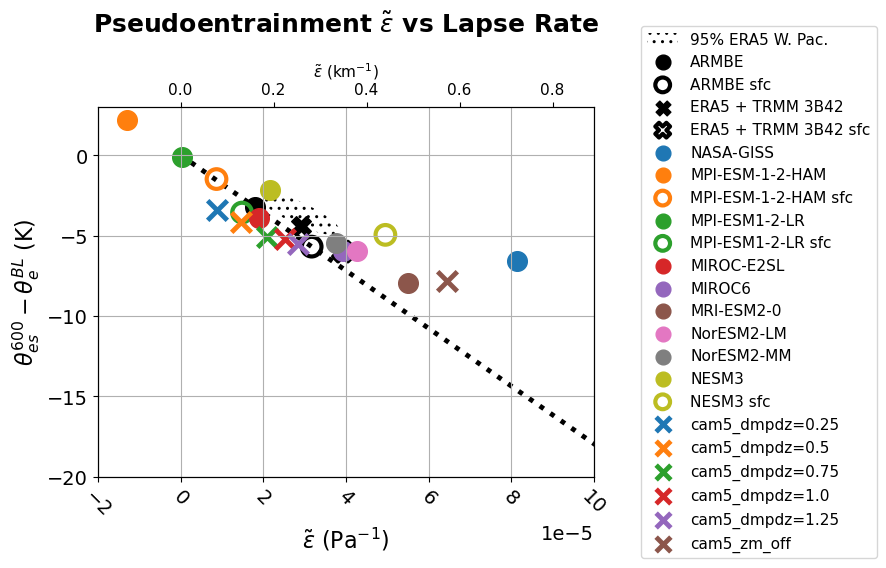 Pseudoentrainment ε̃ vs Lapse Rate
ε̃ (km⁻¹)
0.0 0.2 0.4 0.6 0.8
0
−5
−10
−15
−20
θ_{es}^{600} − θ_e^{BL} (K)
−2 0 2 4 6 8 10
ε̃ (Pa⁻¹)
1e−5
95% ERA5 W. Pac.
ARMBE
ARMBE sfc
ERA5 + TRMM 3B42
ERA5 + TRMM 3B42 sfc
NASA-GISS
MPI-ESM-1-2-HAM
MPI-ESM-1-2-HAM sfc
MPI-ESM1-2-LR
MPI-ESM1-2-LR sfc
MIROC-E2SL
MIROC6
MRI-ESM2-0
NorESM2-LM
NorESM2-MM
NESM3
NESM3 sfc
cam5_dmpdz=0.25
cam5_dmpdz=0.5
cam5_dmpdz=0.75
cam5_dmpdz=1.0
cam5_dmpdz=1.25
cam5_zm_off